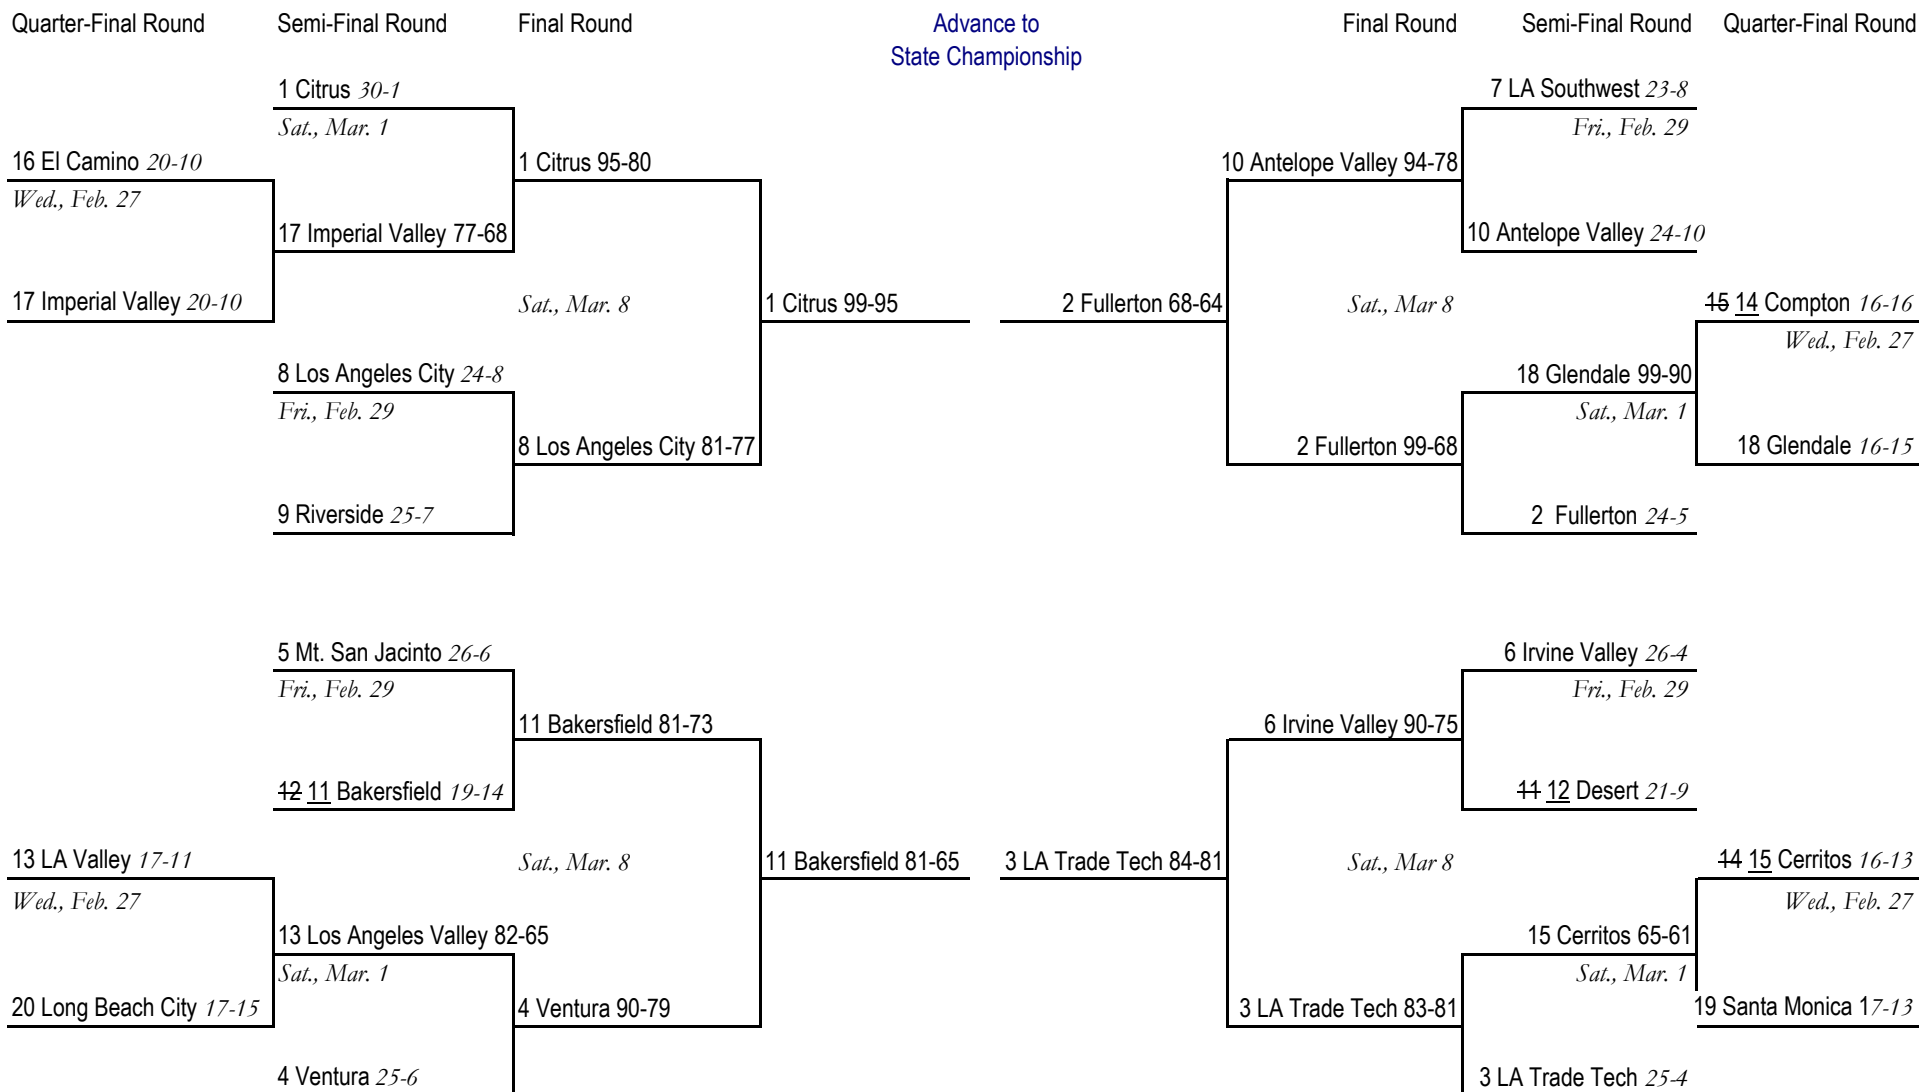 Quarter-Final Round Semi-Final Round Final Round Advance to Final Round Semi-Final Round Quarter-Final Round
State Championship
1 Citrus 30-1 7 LA Southwest 23-8
Sat., Mar. 1 Fri., Feb. 29
16 El Camino 20-10 1 Citrus 95-80 10 Antelope Valley 94-78
Wed., Feb. 27
17 Imperial Valley 77-68 10 Antelope Valley 24-10
17 Imperial Valley 20-10 Sat., Mar. 8 1 Citrus 99-95 2 Fullerton 68-64 Sat., Mar 8 15 14 Compton 16-16
Wed., Feb. 27
8 Los Angeles City 24-8 18 Glendale 99-90
Fri., Feb. 29 Sat., Mar. 1
8 Los Angeles City 81-77 2 Fullerton 99-68 18 Glendale 16-15
9 Riverside 25-7 2 Fullerton 24-5
5 Mt. San Jacinto 26-6 6 Irvine Valley 26-4
Fri., Feb. 29 Fri., Feb. 29
11 Bakersfield 81-73 6 Irvine Valley 90-75
12 11 Bakersfield 19-14 11 12 Desert 21-9
13 LA Valley 17-11 Sat., Mar. 8 11 Bakersfield 81-65 3 LA Trade Tech 84-81 Sat., Mar 8 14 15 Cerritos 16-13
Wed., Feb. 27 Wed., Feb. 27
13 Los Angeles Valley 82-65 15 Cerritos 65-61
Sat., Mar. 1 Sat., Mar. 1
20 Long Beach City 17-15 4 Ventura 90-79 3 LA Trade Tech 83-81 19 Santa Monica 17-13
4 Ventura 25-6 3 LA Trade Tech 25-4